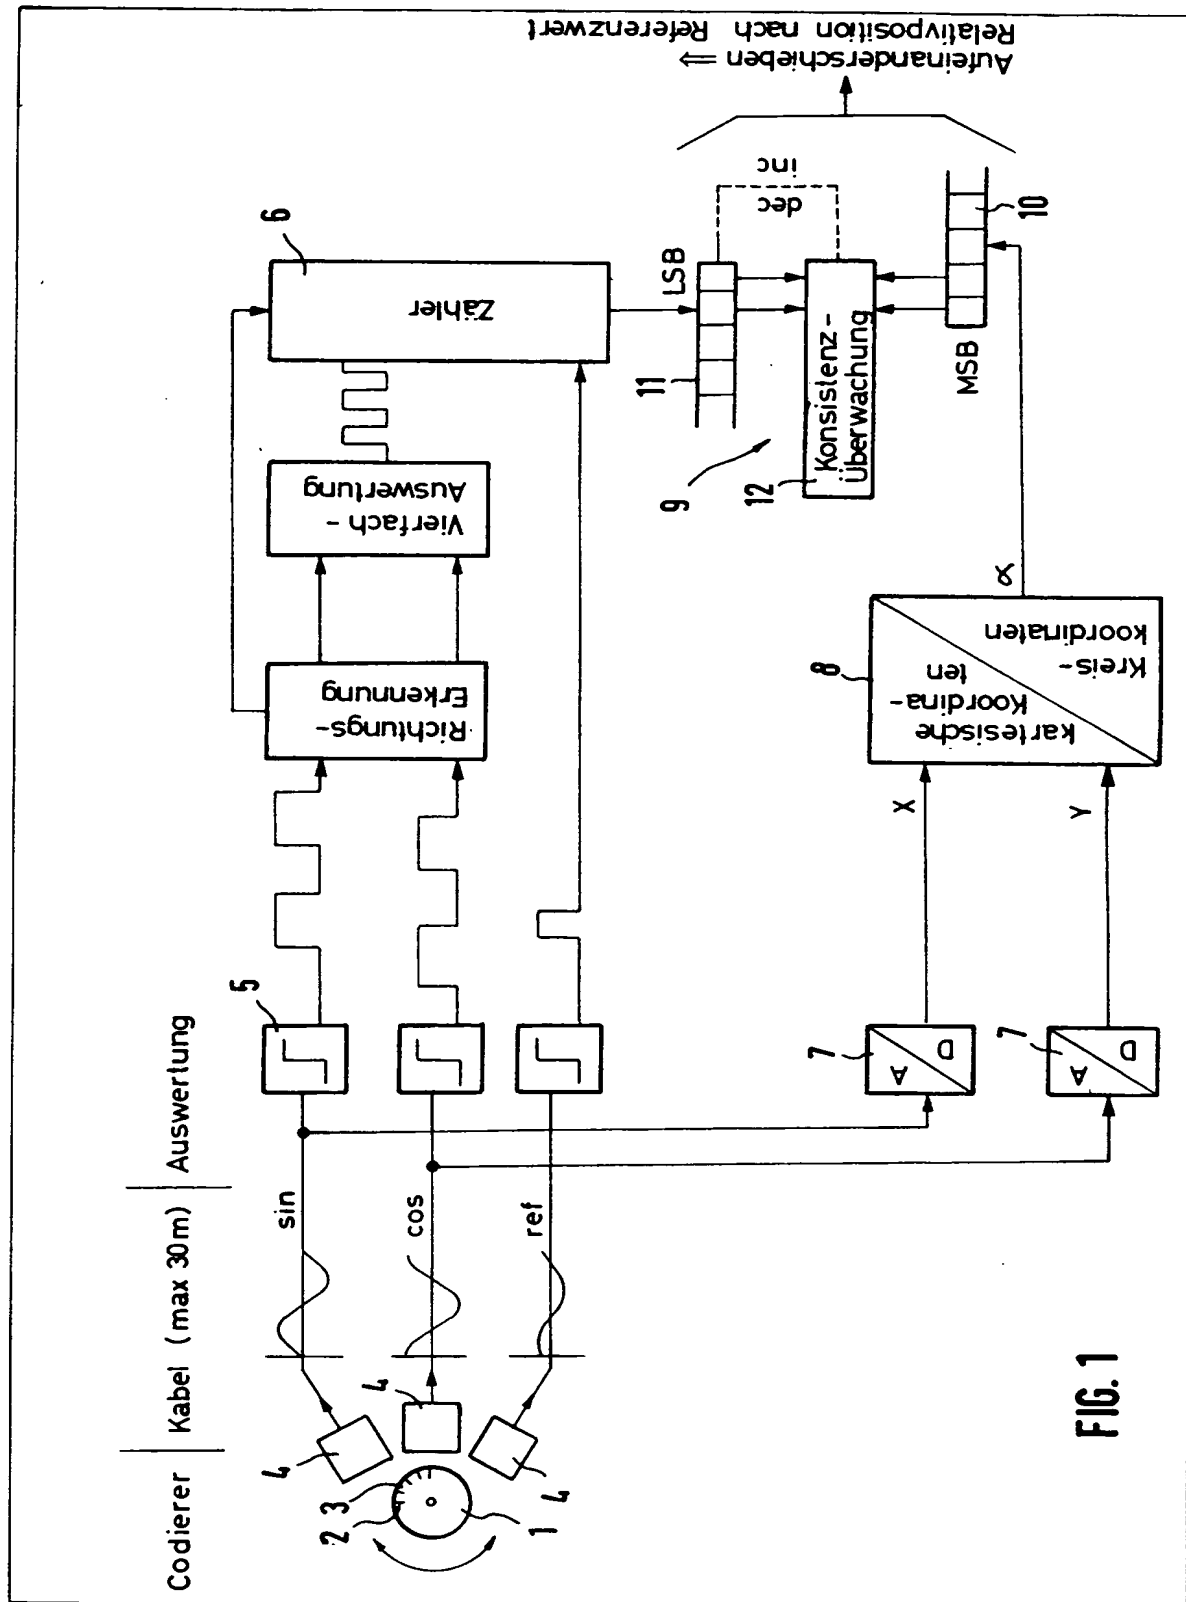 Codierer
Kabel (max 30m)
Auswertung
sin
cos
ref
1
2
3
4
4
4
5
Richtungs-
Erkennung
Vierfach-
Auswertung
Zähler
6
7
A
D
7
A
D
X
Y
8
kartesische
Koordina-
ten
Kreis-
koordinaten
α
9
11
LSB
12
Konsistenz-
überwachung
dec
inc
MSB
10
Aufeinanderschieben ⇒
Relativposition nach Referenzwert
FIG. 1